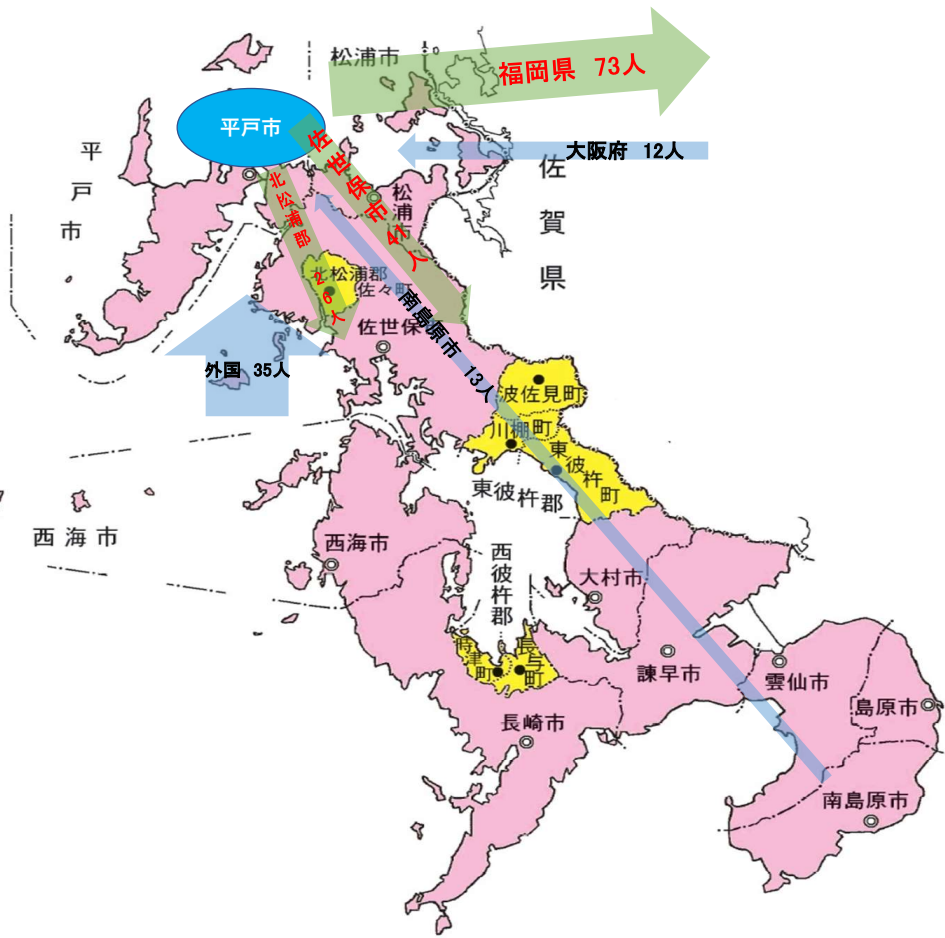 松浦市
福岡県 73人
平戸市
大阪府 12人
平戸市
佐賀県
佐世保市 41人
北松浦郡 26人
松浦市
北松浦郡
佐々町
佐世保
南島原市 13人
外国 35人
波佐見町
川棚町
東彼杵町
東彼杵郡
西海市
西海市
西彼杵郡
大村市
時津町
長与町
諫早市
雲仙市
島原市
長崎市
南島原市